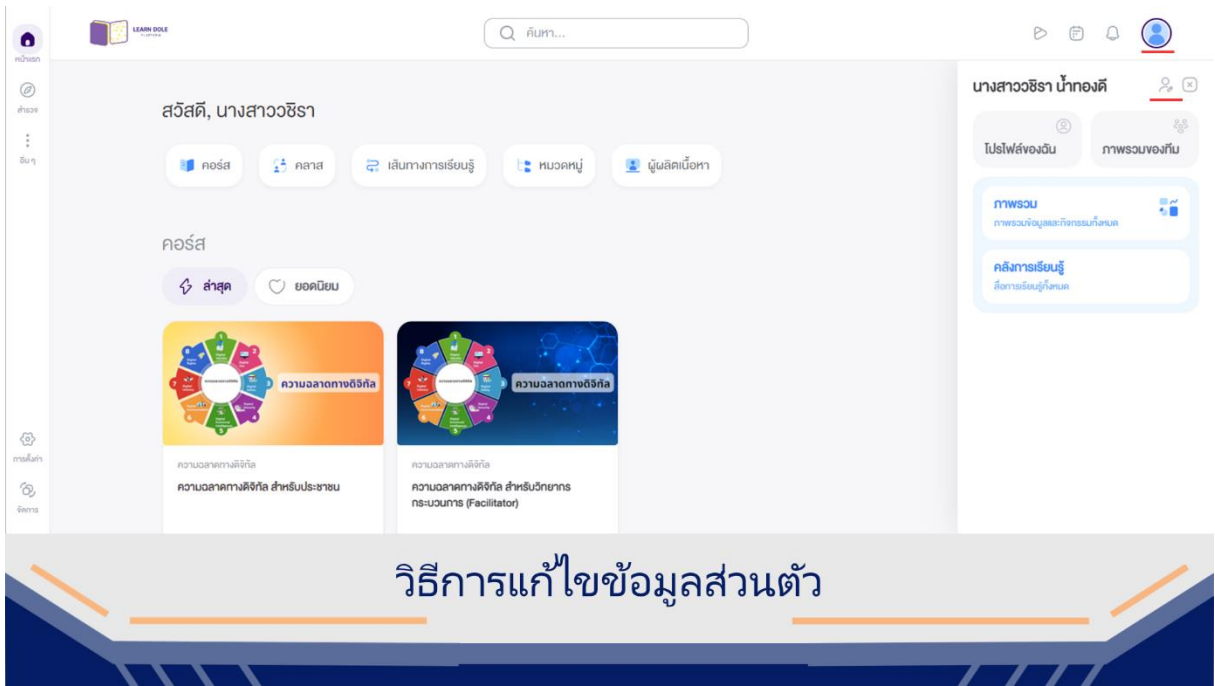 หน้าแรก
สำรวจ
อื่น ๆ
การตั้งค่า
จัดการ
LEARN DOLE
ค้นหา...
สวัสดี, นางสาววชิรา
คอร์ส
คลาส
เส้นทางการเรียนรู้
หมวดหมู่
ผู้ผลิตเนื้อหา
คอร์ส
ล่าสุด
ยอดนิยม
ความฉลาดทางดิจิทัล
ความฉลาดทางดิจิทัล
ความฉลาดทางดิจิทัล สำหรับประชาชน
ความฉลาดทางดิจิทัล
ความฉลาดทางดิจิทัล
ความฉลาดทางดิจิทัล สำหรับวิทยากร
กระบวนการ (Facilitator)
นางสาววชิรา น้ำทองดี
โปรไฟล์ของฉัน
ภาพรวมของทีม
ภาพรวม
ภาพรวมข้อมูลและกิจกรรมทั้งหมด
คลังการเรียนรู้
สื่อการเรียนรู้ทั้งหมด
วิธีการแก้ไขข้อมูลส่วนตัว